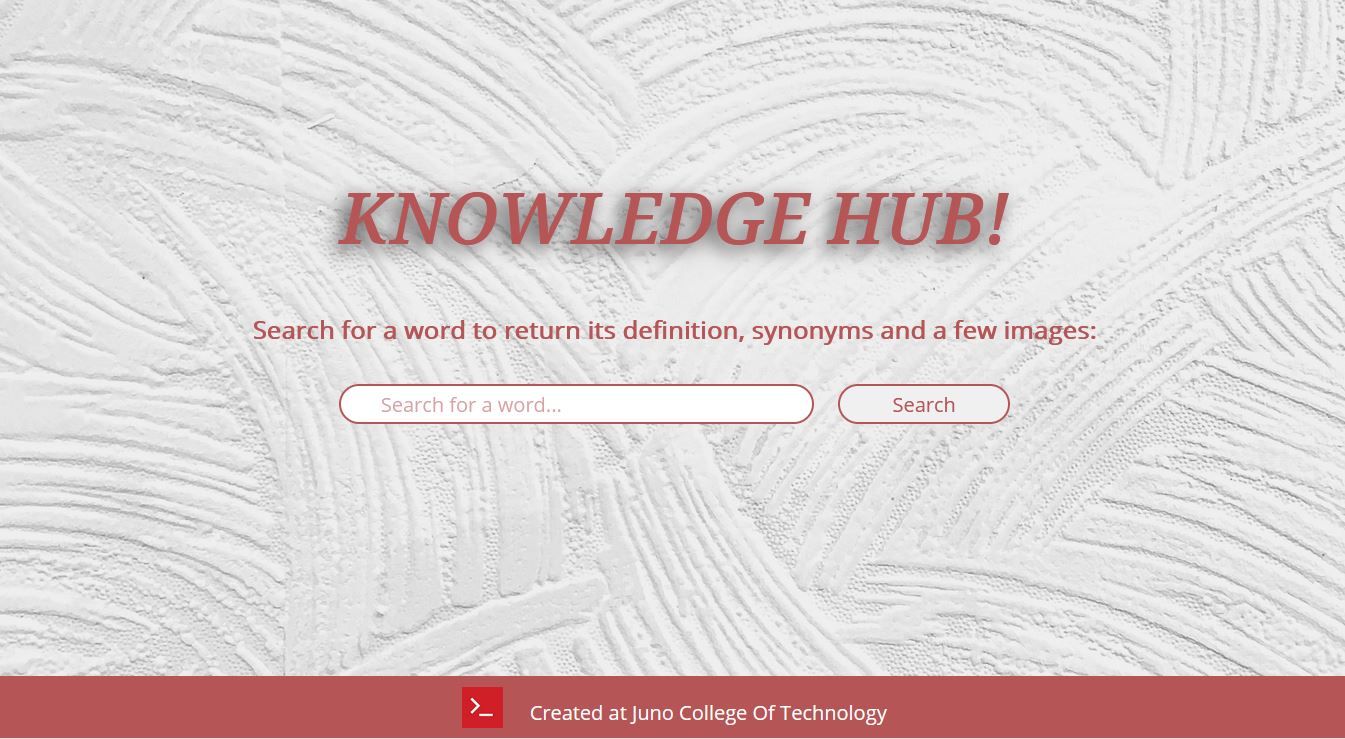 KNOWLEDGE HUB!
Search for a word to return its definition, synonyms and a few images:
Search for a word... Search
Created at Juno College Of Technology